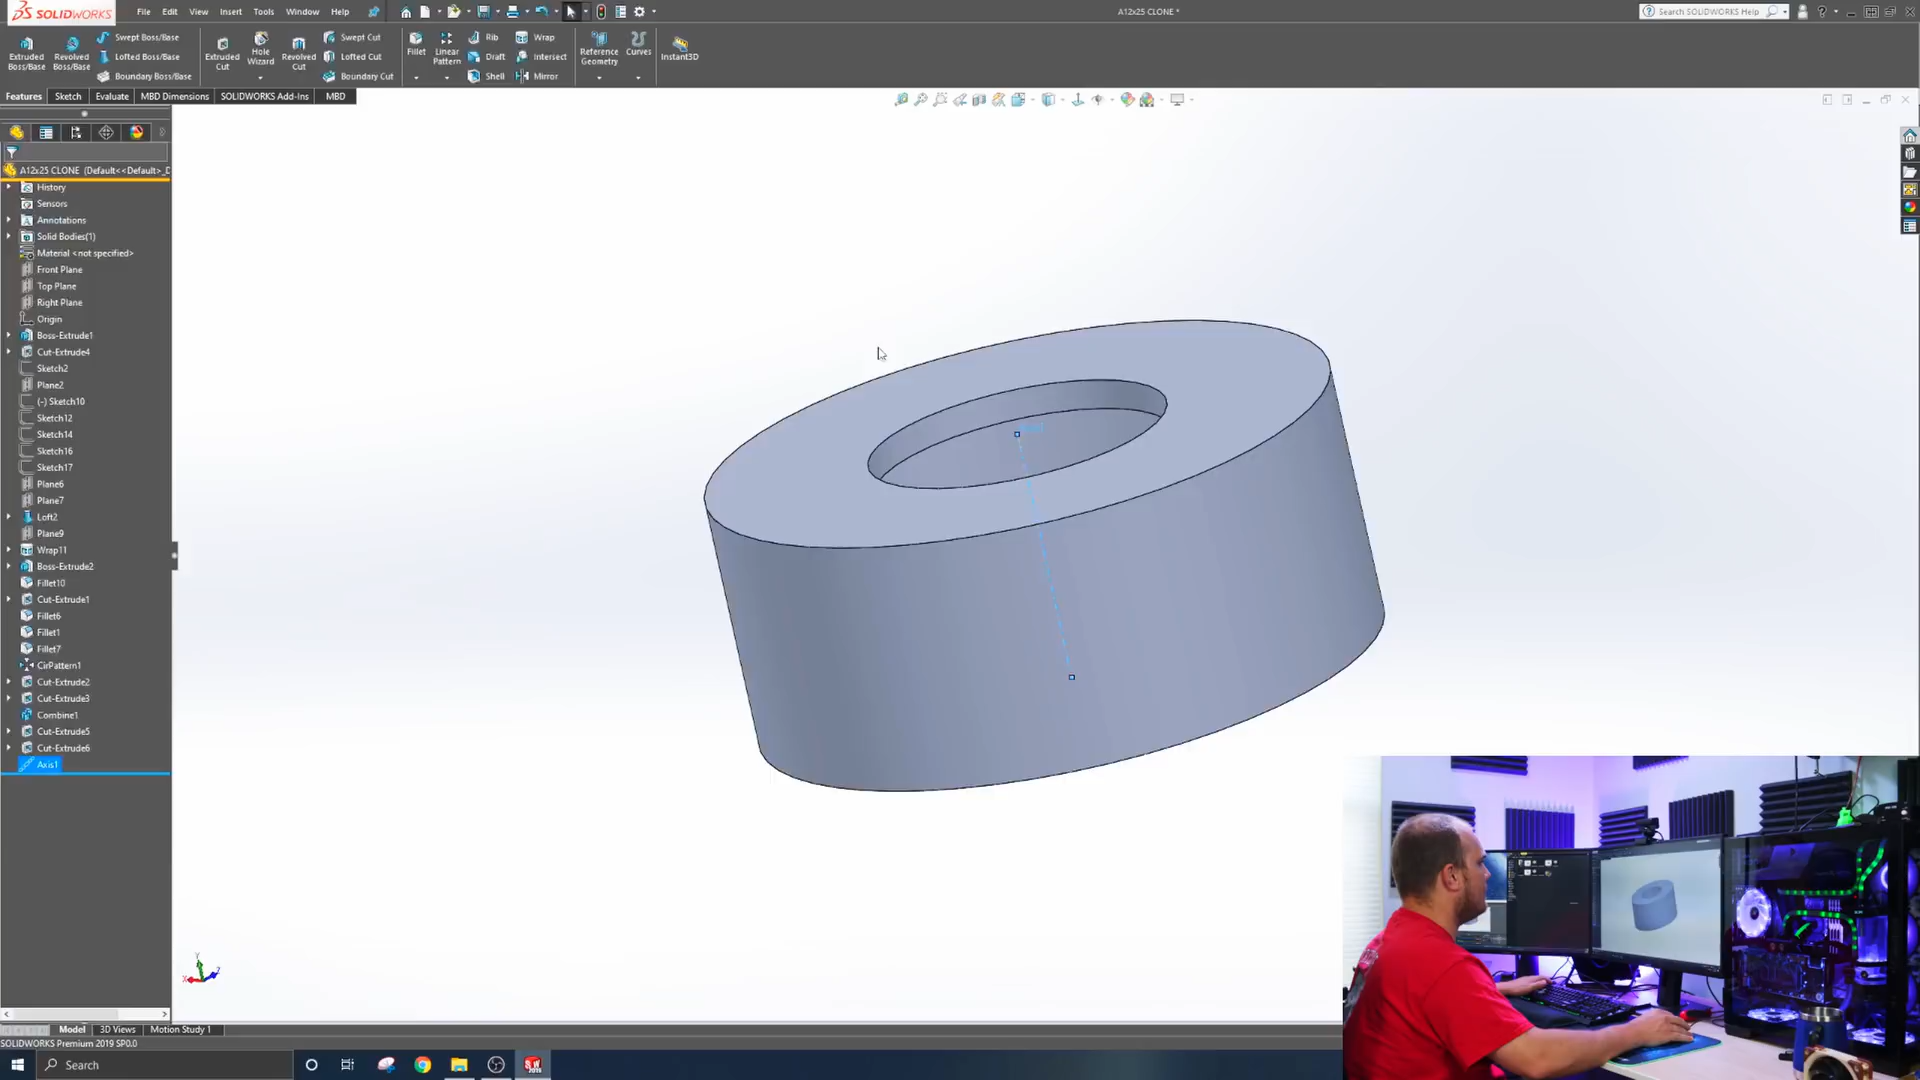 SOLIDWORKS File Edit View Insert Tools Window Help A12x25 CLONE * Search SOLIDWORKS Help
Extruded Boss/Base
Revolved Boss/Base
Swept Boss/Base
Lofted Boss/Base
Boundary Boss/Base
Extruded Cut
Hole Wizard
Revolved Cut
Swept Cut
Lofted Cut
Boundary Cut
Fillet
Linear Pattern
Rib
Draft
Shell
Wrap
Intersect
Mirror
Reference Geometry
Curves
Instant3D
Features Sketch Evaluate MBD Dimensions SOLIDWORKS Add-Ins MBD
A12x25 CLONE (Default<<Default>_D
History
Sensors
Annotations
Solid Bodies(1)
Material <not specified>
Front Plane
Top Plane
Right Plane
Origin
Boss-Extrude1
Cut-Extrude4
Sketch2
Plane2
(-) Sketch10
Sketch12
Sketch14
Sketch16
Sketch17
Plane6
Plane7
Loft2
Plane9
Wrap11
Boss-Extrude2
Fillet10
Cut-Extrude1
Fillet6
Fillet1
Fillet7
CirPattern1
Cut-Extrude2
Cut-Extrude3
Combine1
Cut-Extrude5
Cut-Extrude6
Axis1
Y
X
Z
Model 3D Views Motion Study 1
SOLIDWORKS Premium 2019 SP0.0
Search